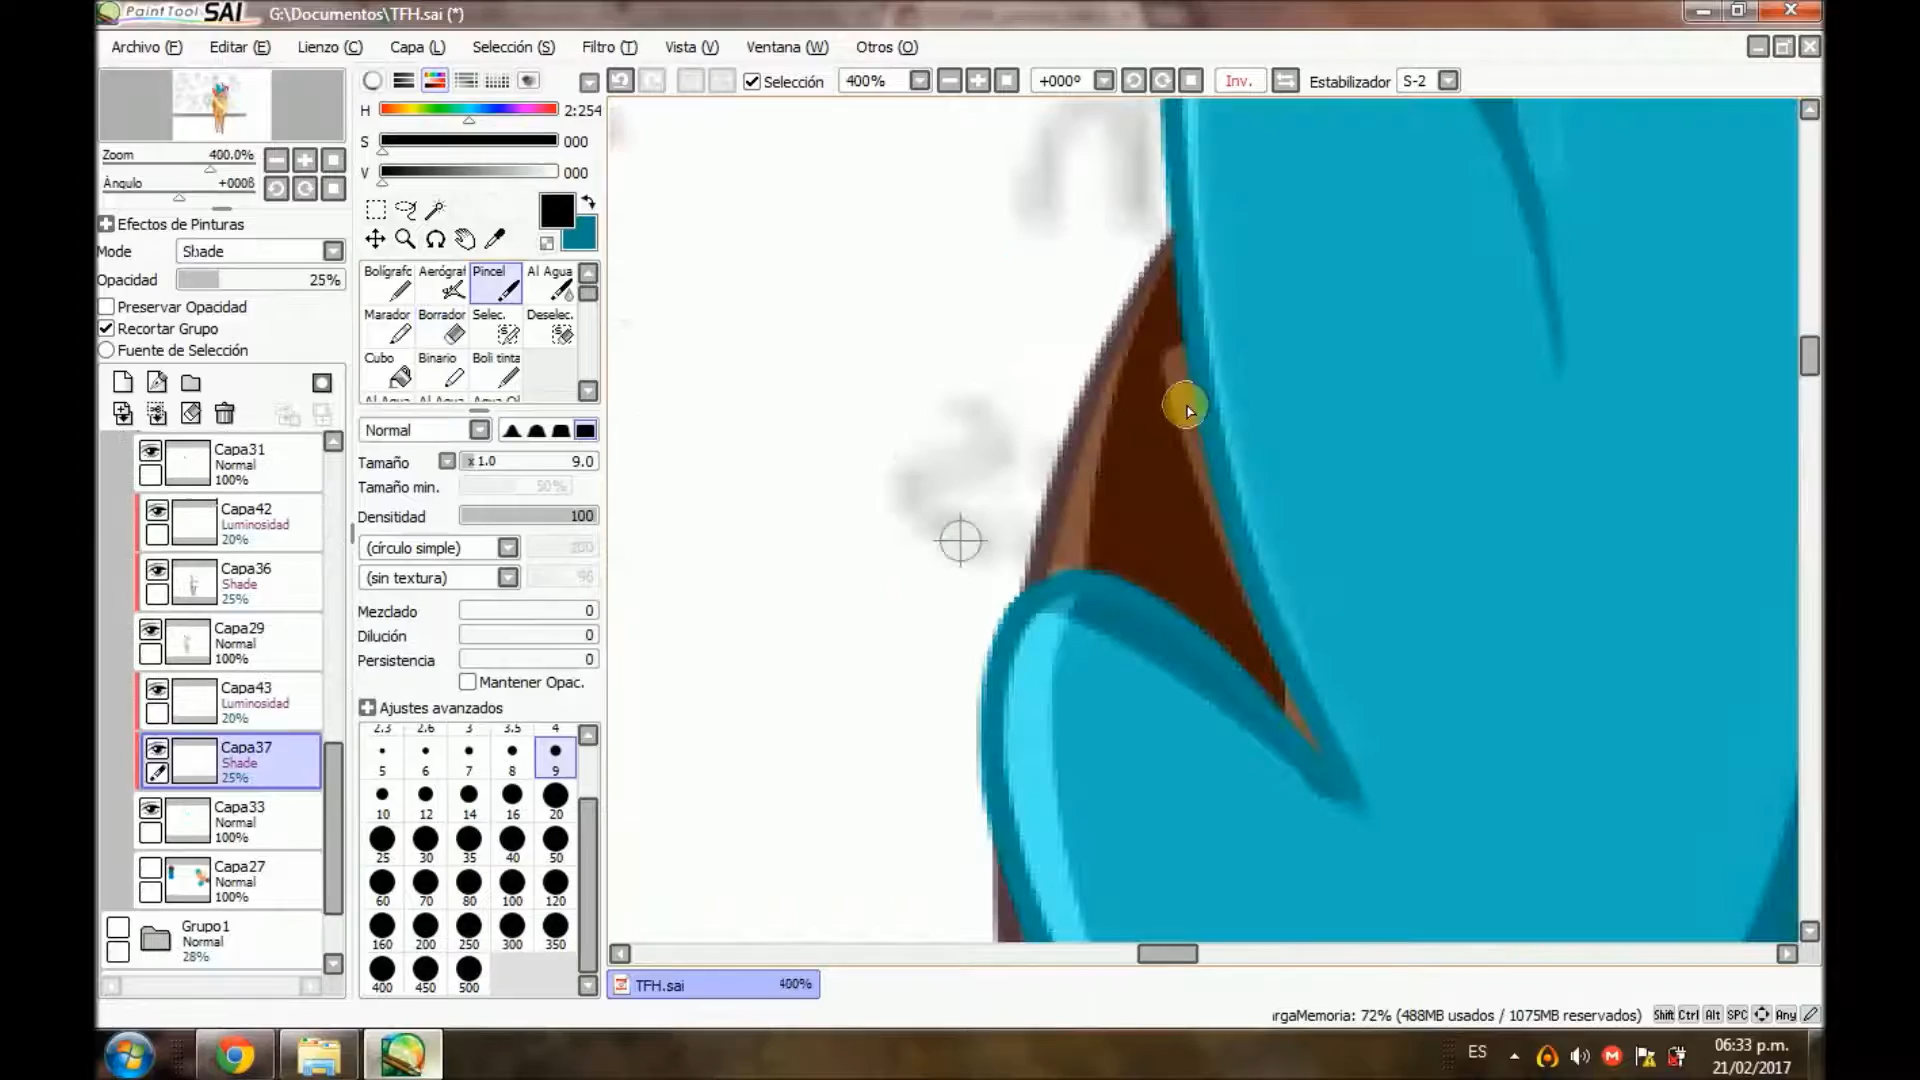 PaintTool SAI G:\Documentos\TFH.sai (*)
Archivo (F) Editar (E) Lienzo (C) Capa (L) Selección (S) Filtro (T) Vista (V) Ventana (W) Otros (O)
Selección 400% +000º Inv. Estabilizador S-2
Zoom 400.0%
Àngulo +000ß
Efectos de Pinturas
Mode Shade
Opacidad 25%
Preservar Opacidad
Recortar Grupo
Fuente de Selección
Capa31
Normal
100%
Capa42
Luminosidad
20%
Capa36
Shade
25%
Capa29
Normal
100%
Capa43
Luminosidad
20%
Capa37
Shade
25%
Capa33
Normal
100%
Capa27
Normal
100%
Grupo1
Normal
28%
H 2:254
S 000
V 000
Bolígrafc Aerógraf Pincel Al Agua
Marador Borrador Selec. Deselec.
Cubo Binario Boli tinta
Normal
Tamaño x 1.0 9.0
Tamaño min. 50%
Densitidad 100
(círculo simple) 200
(sin textura)
Mezclado 0
Dilución 0
Persistencia 0
Mantener Opac.
Ajustes avanzados
2.3 2.6 3 3.5 4
5 6 7 8 9
10 12 14 16 20
25 30 35 40 50
60 70 80 100 120
160 200 250 300 350
400 450 500
TFH.sai 400%
ırgaMemoria: 72% (488MB usados / 1075MB reservados) Shift Ctrl Alt SPC Any
ES
06:33 p.m.
21/02/2017